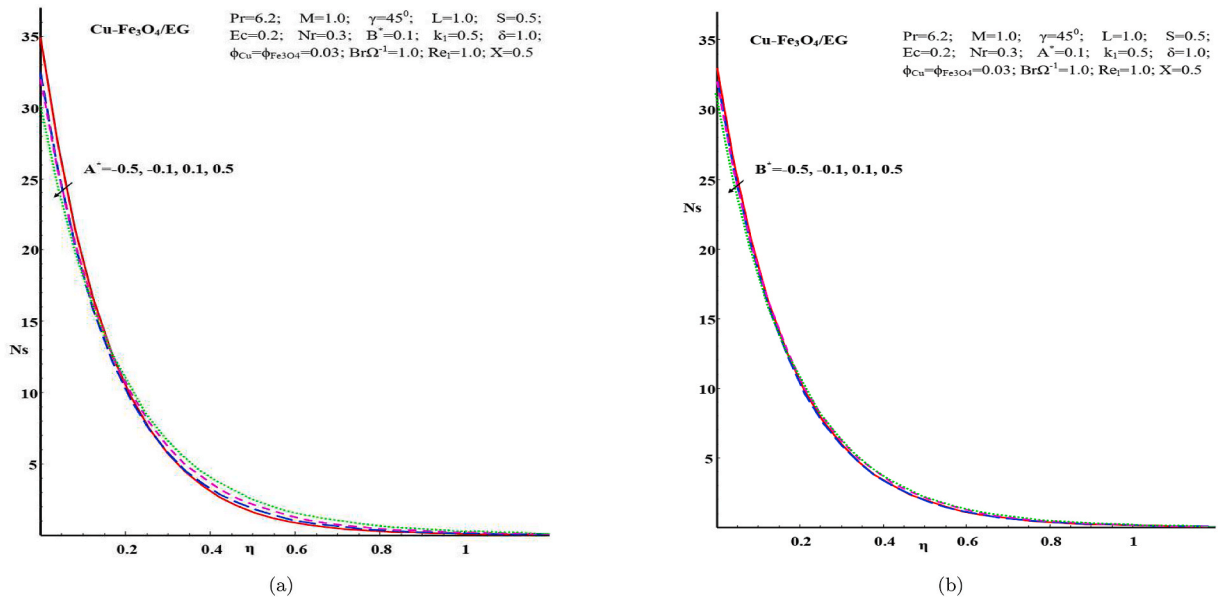 Cu-Fe₃O₄/EG
Pr=6.2; M=1.0; γ=45⁰; L=1.0; S=0.5;
Ec=0.2; Nr=0.3; B*=0.1; k₁=0.5; δ=1.0;
ϕCu=ϕFe3O4=0.03; BrΩ⁻¹=1.0; Re₁=1.0; X=0.5
35
30
A*=-0.5, -0.1, 0.1, 0.5
25
20
15
Ns
10
5
0.2 0.4 η 0.6 0.8 1
(a)
Cu-Fe₃O₄/EG
Pr=6.2; M=1.0; γ=45⁰; L=1.0; S=0.5;
Ec=0.2; Nr=0.3; A*=0.1; k₁=0.5; δ=1.0;
ϕCu=ϕFe3O4=0.03; BrΩ⁻¹=1.0; Re₁=1.0; X=0.5
35
30
B*=-0.5, -0.1, 0.1, 0.5
25
Ns
20
15
10
5
0.2 0.4 η 0.6 0.8 1
(b)